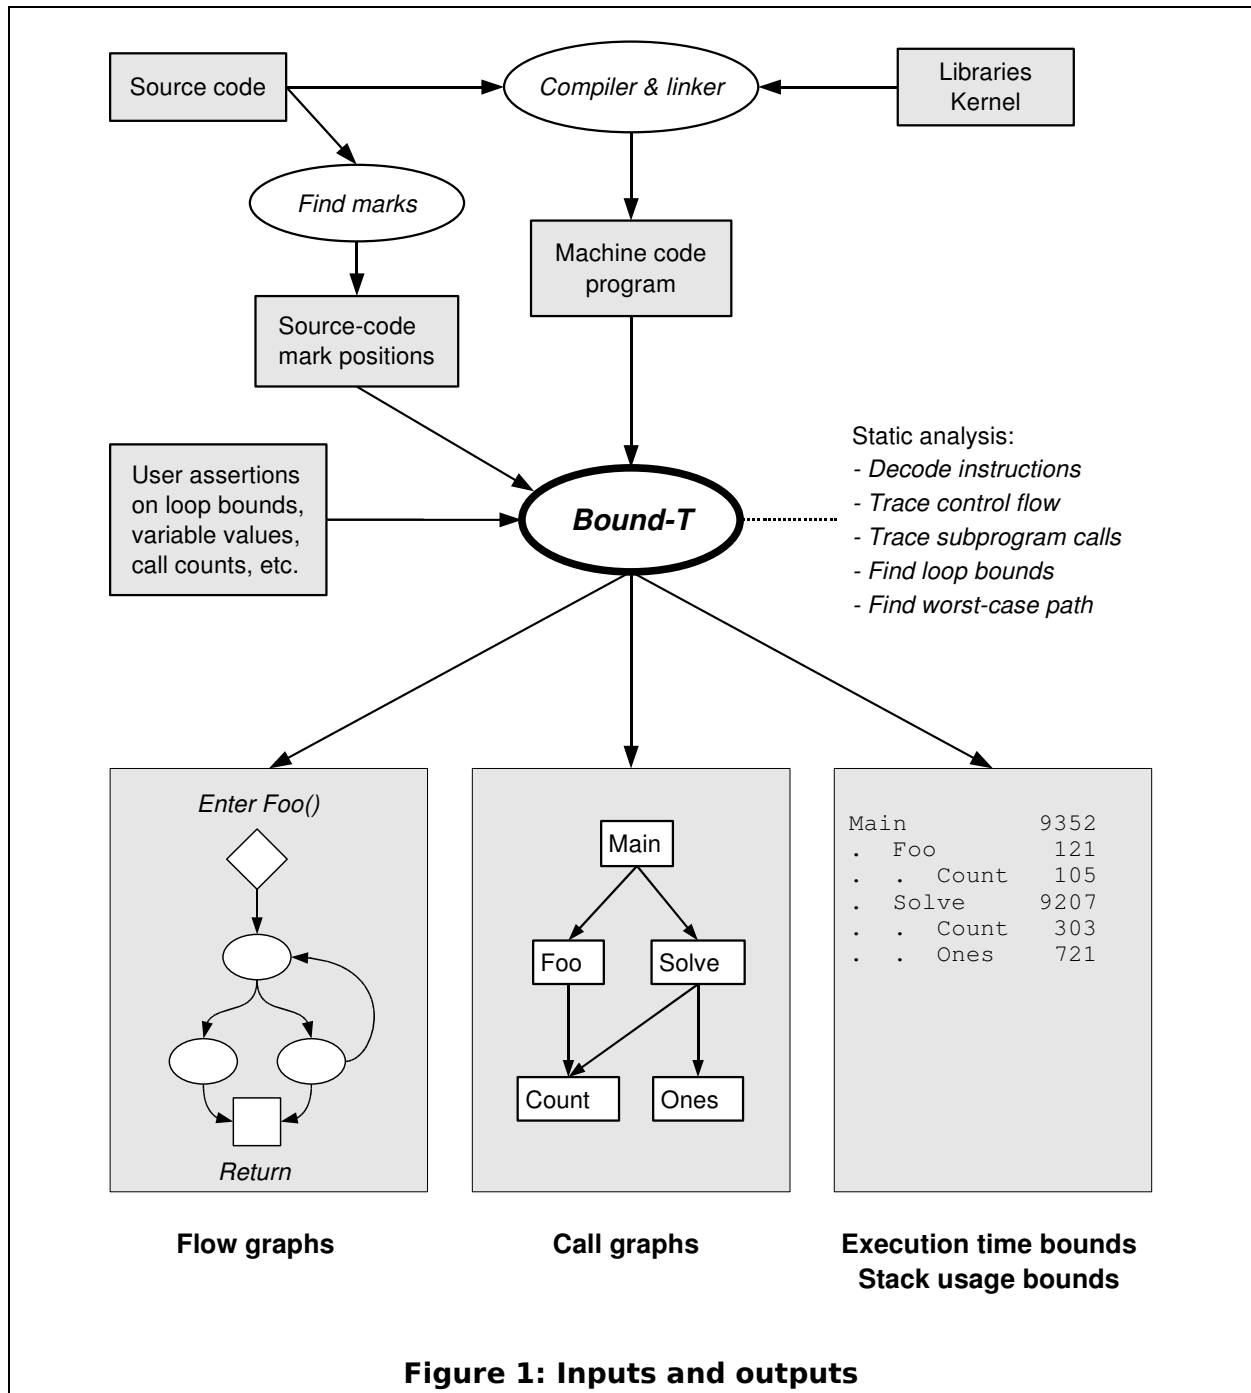 Source code
Compiler & linker
Libraries
Kernel
Find marks
Machine code
program
Source-code
mark positions
User assertions
on loop bounds,
variable values,
call counts, etc.
Bound-T
Static analysis:
- Decode instructions
- Trace control flow
- Trace subprogram calls
- Find loop bounds
- Find worst-case path
Enter Foo()
Return
Main
Foo
Solve
Count
Ones
Main 9352
. Foo 121
. . Count 105
. Solve 9207
. . Count 303
. . Ones 721
Flow graphs
Call graphs
Execution time bounds
Stack usage bounds
Figure 1: Inputs and outputs